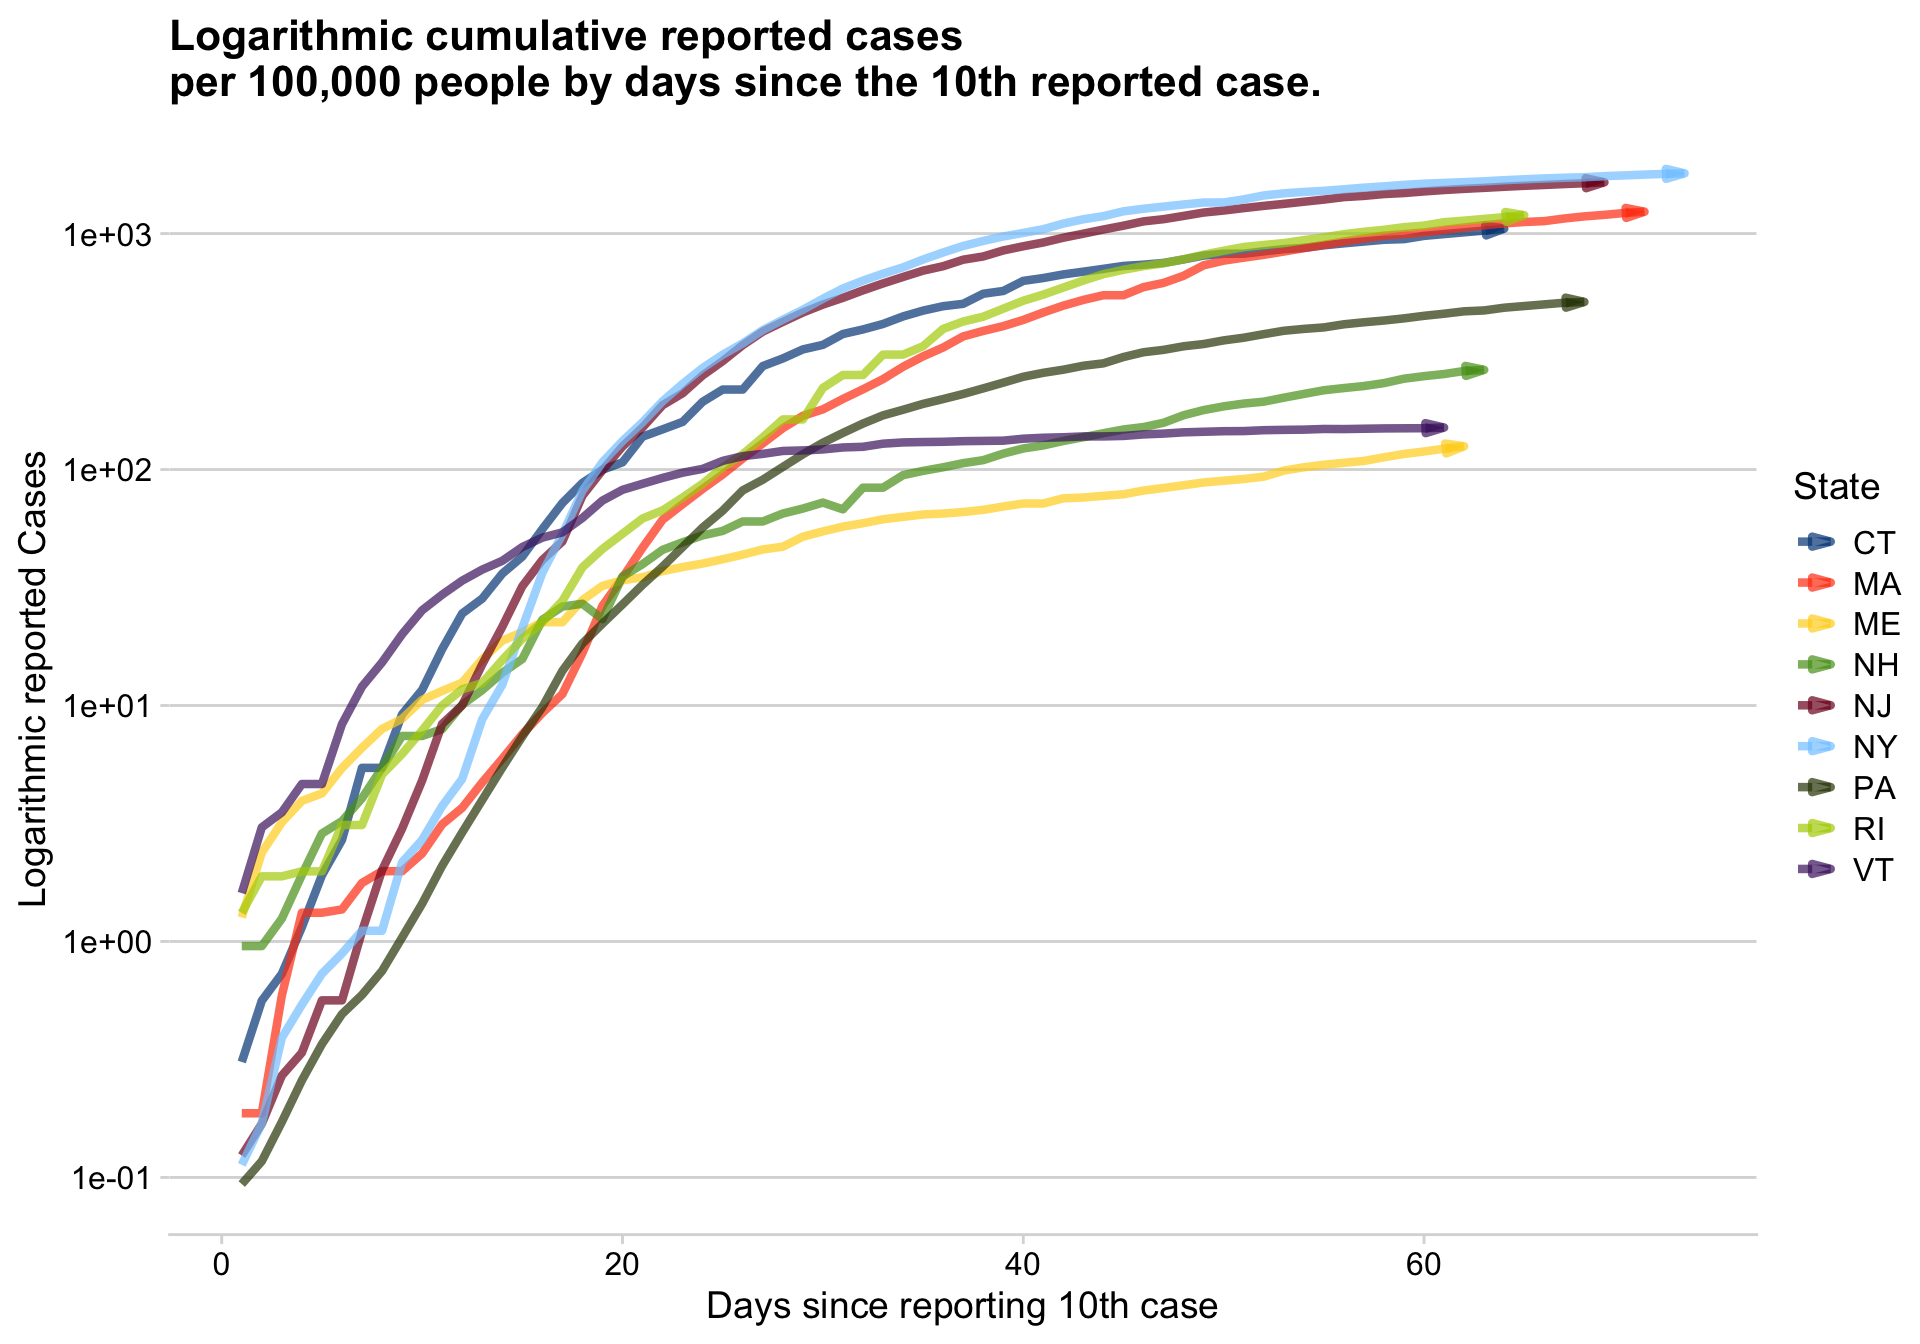 Logarithmic cumulative reported cases
per 100,000 people by days since the 10th reported case.
Logarithmic reported Cases
1e+03
1e+02
1e+01
1e+00
1e-01
0
20
40
60
Days since reporting 10th case
State
CT
MA
ME
NH
NJ
NY
PA
RI
VT